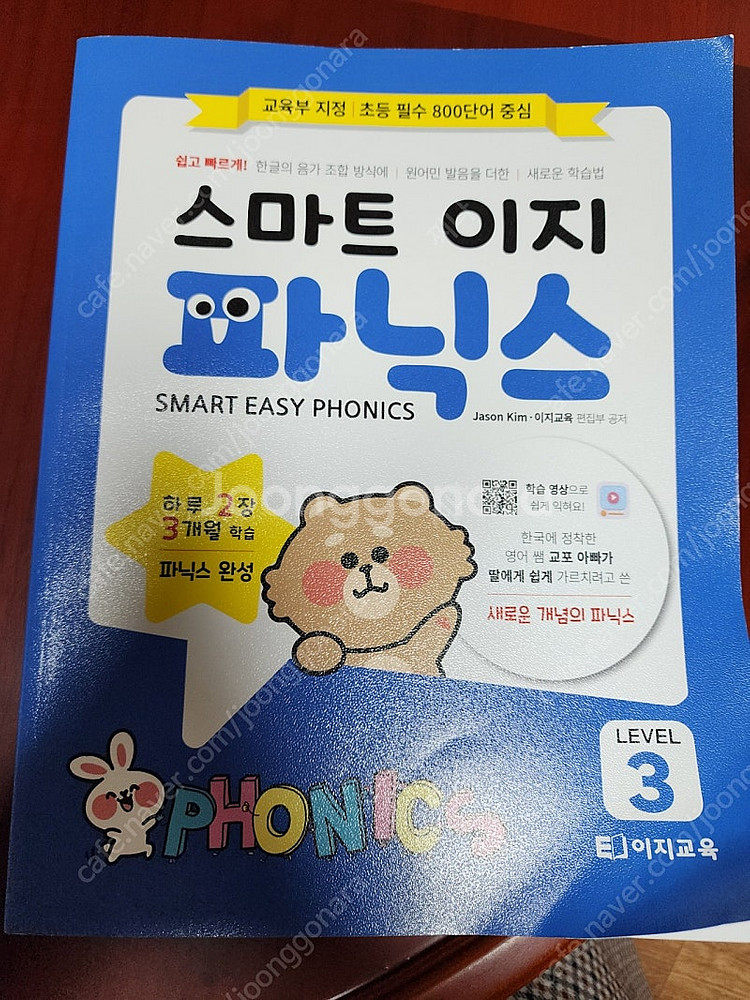 교육부 지정 | 초등 필수 800단어 중심
쉽고 빠르게! 한글의 음가 조합 방식에 | 원어민 발음을 더한 | 새로운 학습법
스마트 이지
파닉스
SMART EASY PHONICS
Jason Kim · 이지교육 편집부 공저
하루 2장
3개월 학습
파닉스 완성
학습 영상으로
쉽게 익혀요!
한국에 정착한
영어 쌤 교포 아빠가
딸에게 쉽게 가르치려고 쓴
새로운 개념의 파닉스
PHONICS
LEVEL
3
이지교육
joonggonara
cafe.naver.com/joonggonara